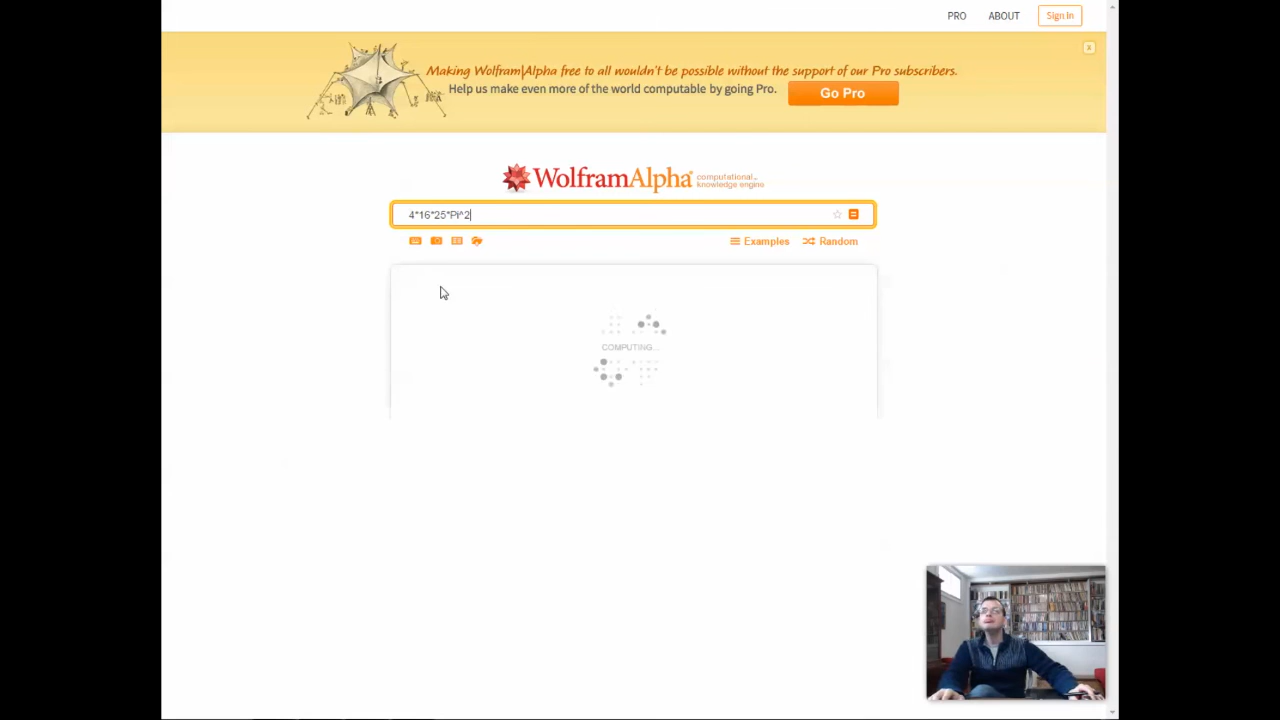 PRO ABOUT Sign In
Making Wolfram|Alpha free to all wouldn't be possible without the support of our Pro subscribers.
Help us make even more of the world computable by going Pro. Go Pro
x
WolframAlpha computational knowledge engine
4*16*25*Pi^2
Examples Random
COMPUTING...